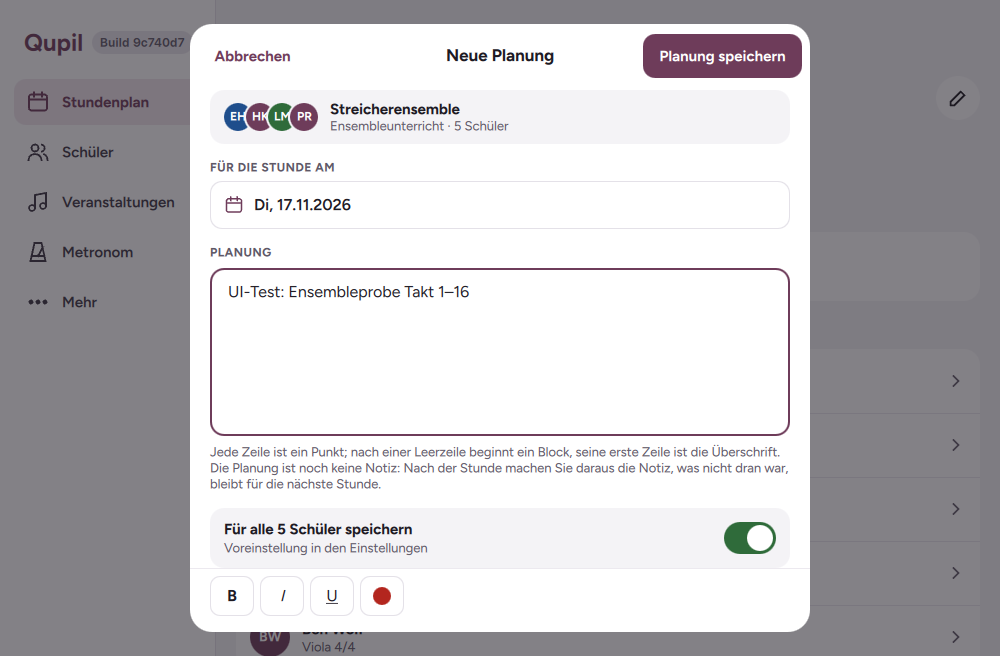 Qupil
Build 9c740d7
Stundenplan
Schüler
Veranstaltungen
Metronom
Mehr
Abbrechen
Neue Planung
Planung speichern
EH HK LM PR
Streicherensemble
Ensembleunterricht · 5 Schüler
FÜR DIE STUNDE AM
Di, 17.11.2026
PLANUNG
UI-Test: Ensembleprobe Takt 1–16
Jede Zeile ist ein Punkt; nach einer Leerzeile beginnt ein Block, seine erste Zeile ist die Überschrift.
Die Planung ist noch keine Notiz: Nach der Stunde machen Sie daraus die Notiz, was nicht dran war,
bleibt für die nächste Stunde.
Für alle 5 Schüler speichern
Voreinstellung in den Einstellungen
B I U
BW
Viola 4/4